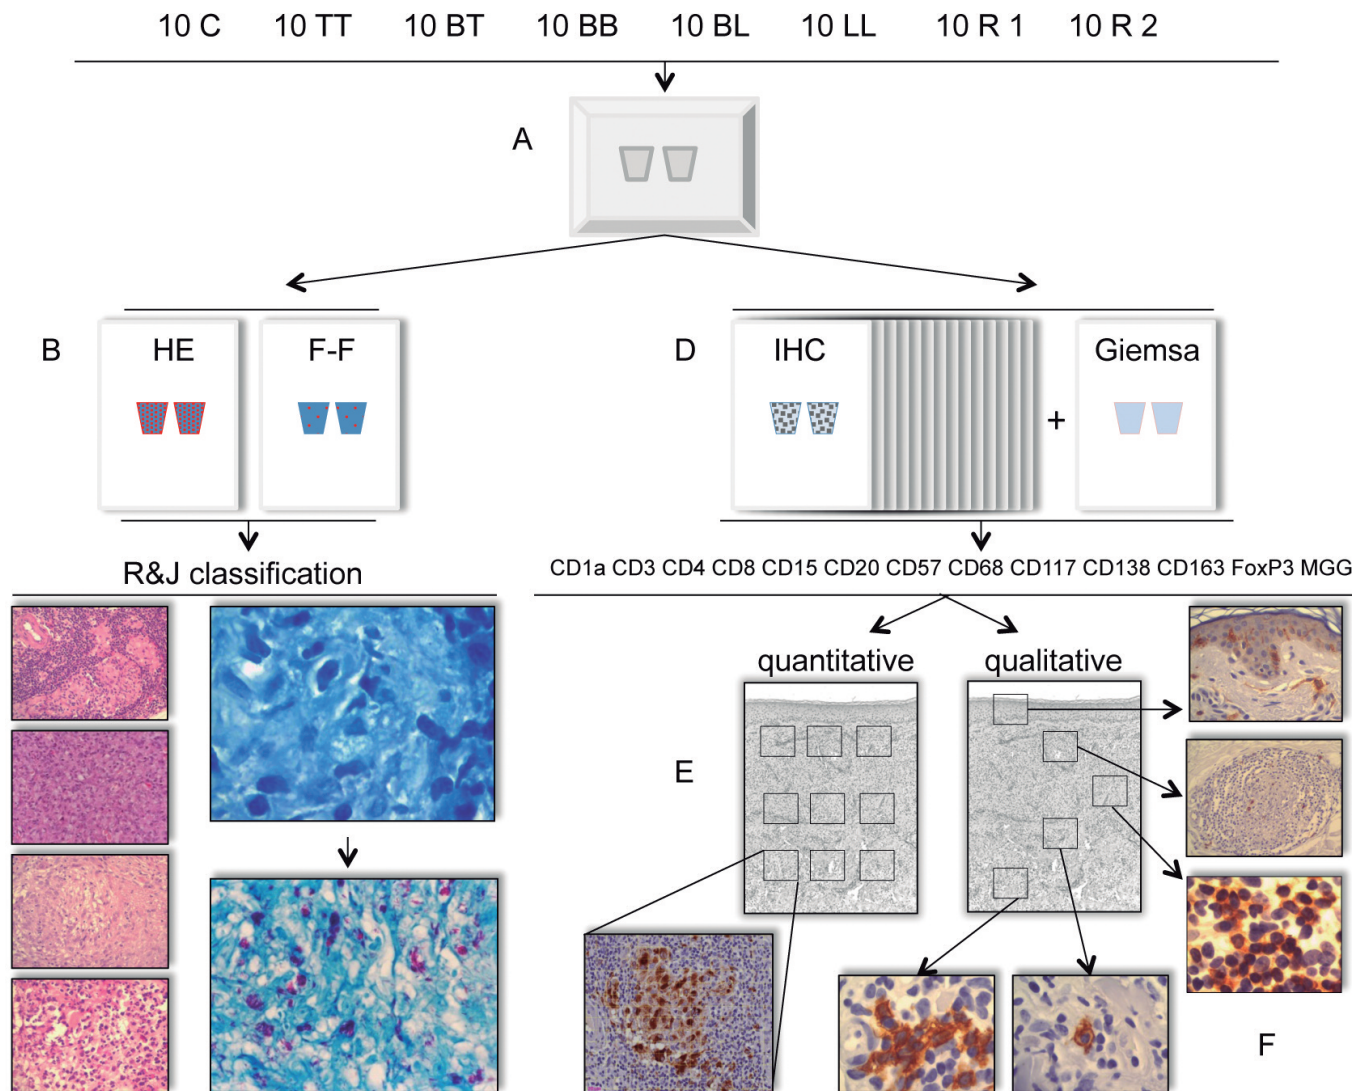 10 C 10 TT 10 BT 10 BB 10 BL 10 LL 10 R 1 10 R 2
A
B HE F-F D IHC + Giemsa
R&J classification
CD1a CD3 CD4 CD8 CD15 CD20 CD57 CD68 CD117 CD138 CD163 FoxP3 MGG
quantitative qualitative
E
F